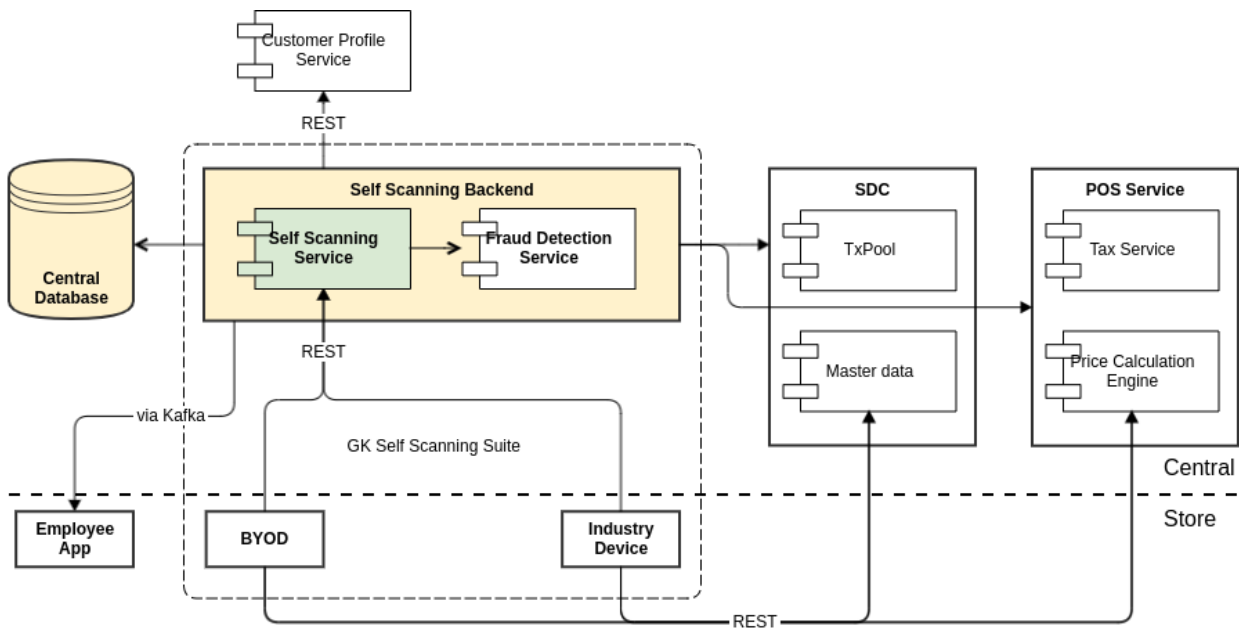 Customer Profile
Service
REST
Self Scanning Backend
SDC
POS Service
Self Scanning
Service
Fraud Detection
Service
TxPool
Tax Service
Central
Database
REST
Master data
Price Calculation
Engine
via Kafka
GK Self Scanning Suite
Central
Store
Employee
App
BYOD
Industry
Device
REST